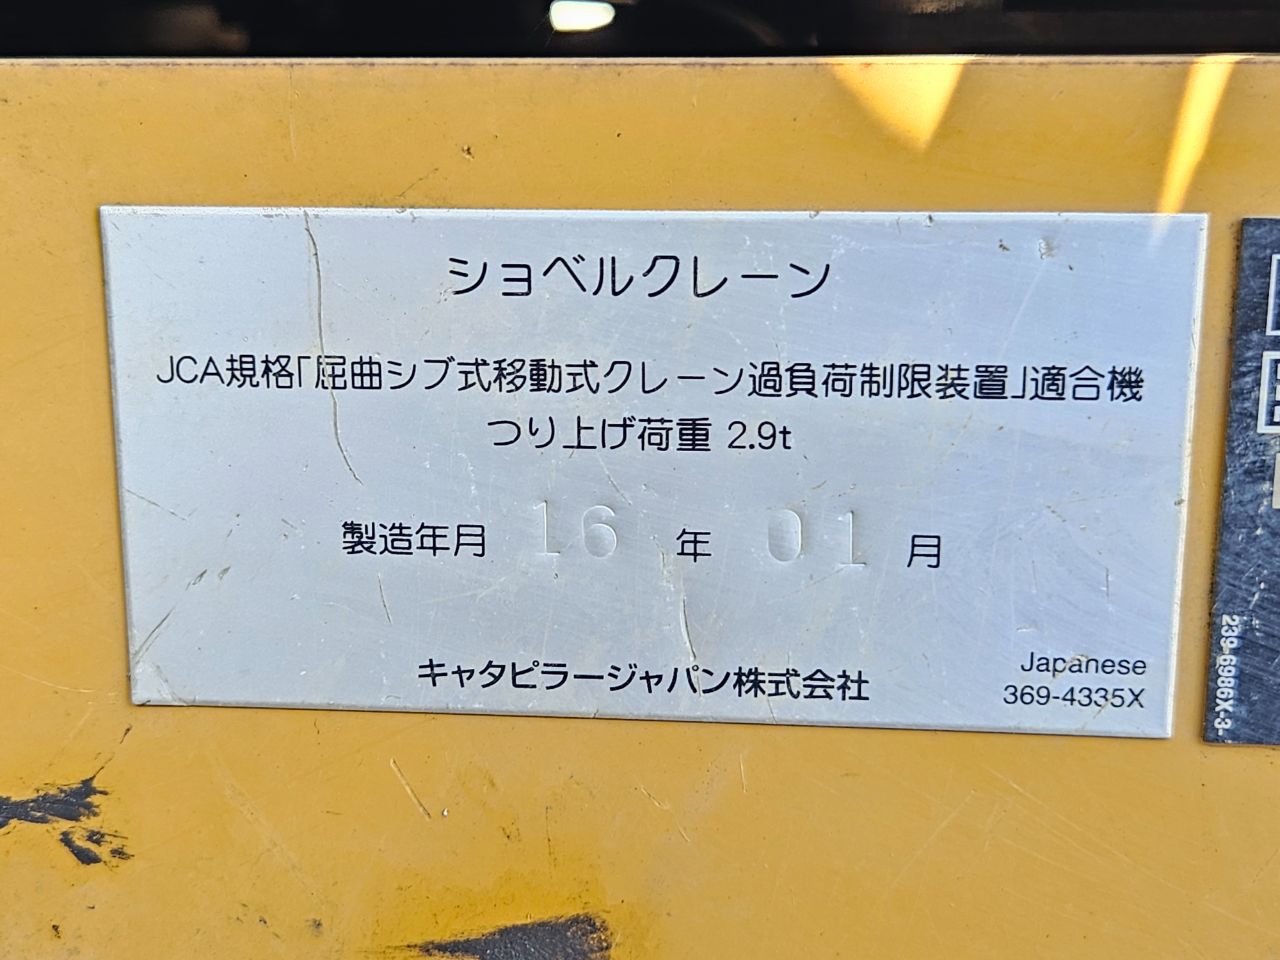 ショベルクレーン
JCA規格「屈曲ジブ式移動式クレーン過負荷制限装置」適合機
つり上げ荷重 2.9t
製造年月 16 年 01 月
キャタピラージャパン株式会社
Japanese
369-4335X
239-6986X-3-